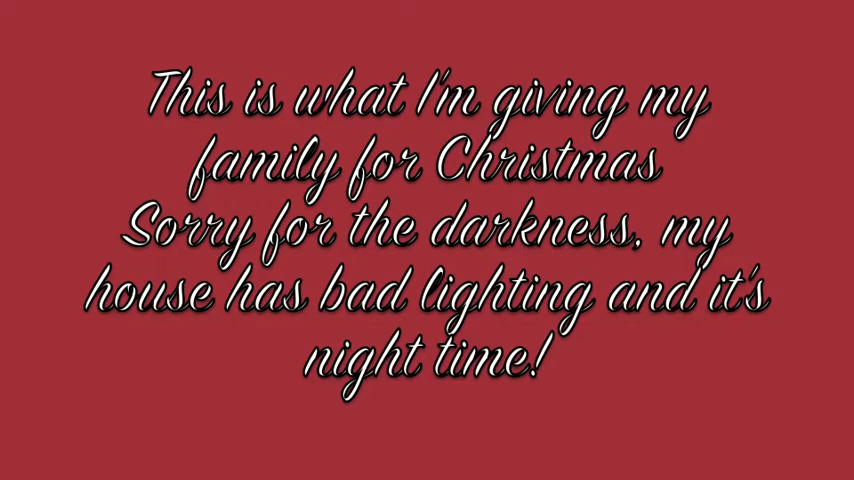 This is what I'm giving my
family for Christmas
Sorry for the darkness, my
house has bad lighting and it's
night time!